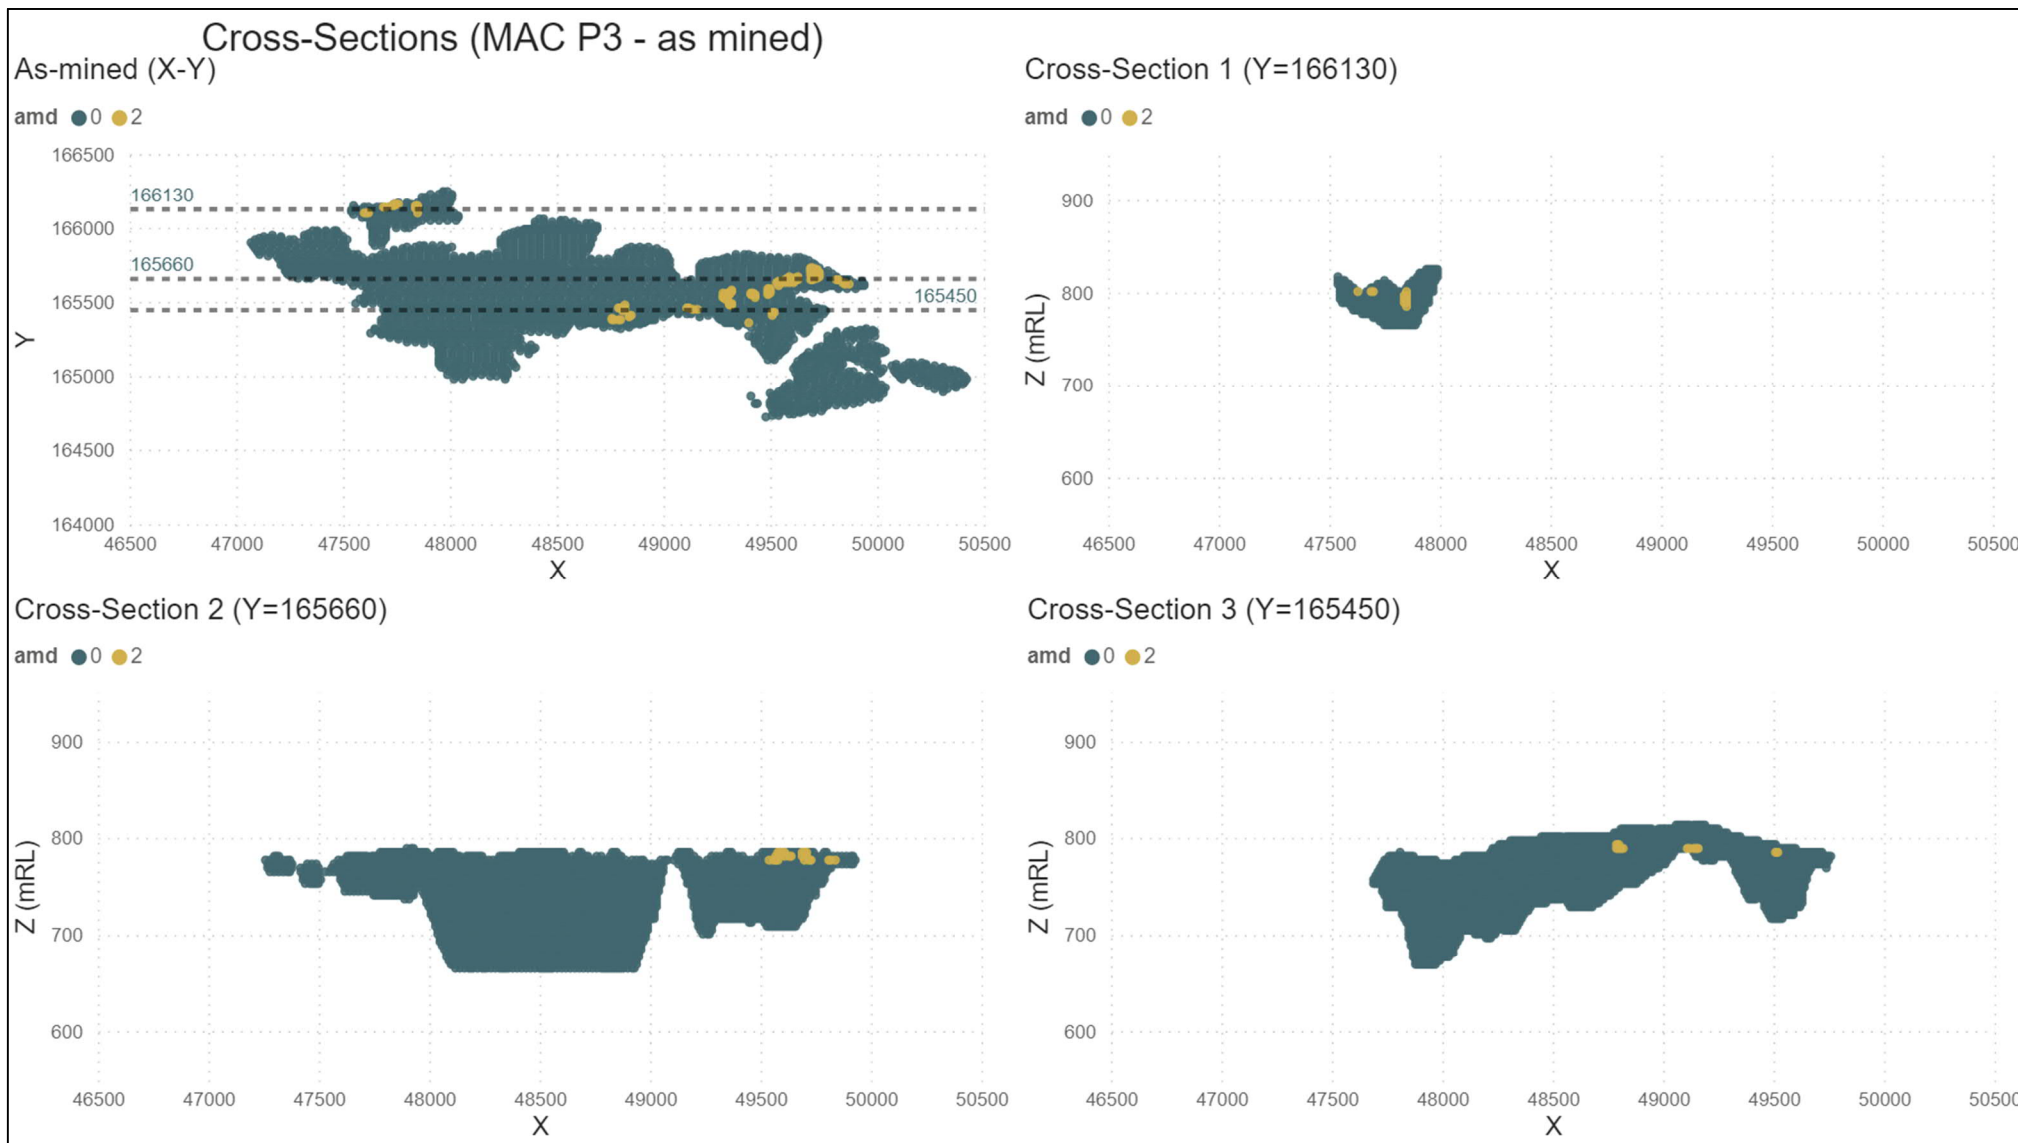 Cross-Sections (MAC P3 - as mined)
As-mined (X-Y)
amd 0 2
166500
166000
165500
165000
164500
164000
Y
166130
165660
165450
46500 47000 47500 48000 48500 49000 49500 50000 50500
X
Cross-Section 1 (Y=166130)
amd 0 2
900
800
700
600
Z (mRL)
46500 47000 47500 48000 48500 49000 49500 50000 50500
X
Cross-Section 2 (Y=165660)
amd 0 2
900
800
700
600
Z (mRL)
46500 47000 47500 48000 48500 49000 49500 50000 50500
X
Cross-Section 3 (Y=165450)
amd 0 2
900
800
700
600
Z (mRL)
46500 47000 47500 48000 48500 49000 49500 50000 50500
X